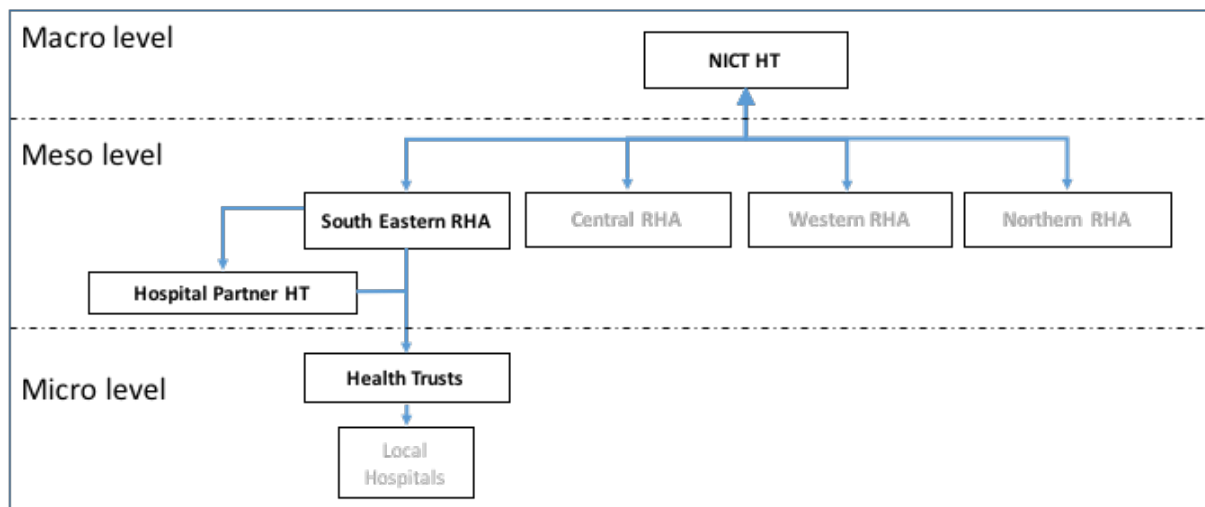 Macro level
NICT HT
Meso level
South Eastern RHA
Central RHA
Western RHA
Northern RHA
Hospital Partner HT
Micro level
Health Trusts
Local
Hospitals